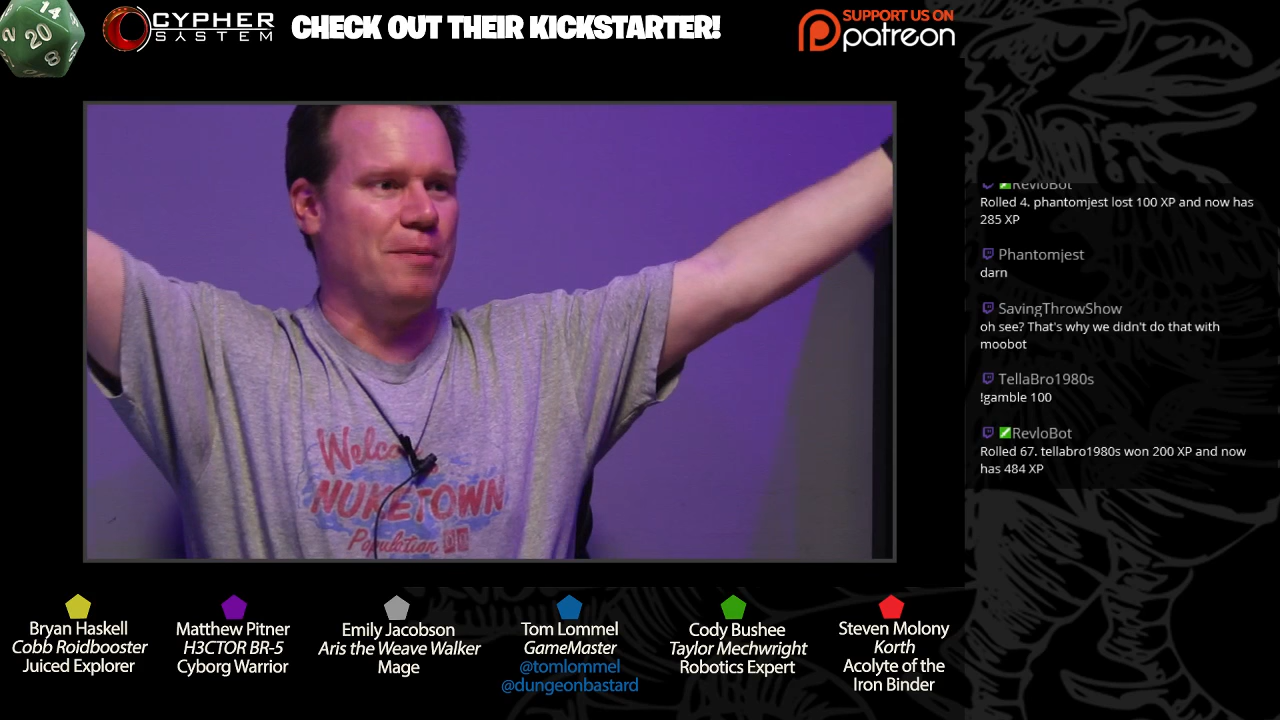 14
2
20
8
CYPHER
SYSTEM
CHECK OUT THEIR KICKSTARTER!
SUPPORT US ON
patreon
RevloBot
Rolled 4. phantomjest lost 100 XP and now has
285 XP
Phantomjest
darn
SavingThrowShow
oh see? That's why we didn't do that with
moobot
TellaBro1980s
!gamble 100
RevloBot
Rolled 67. tellabro1980s won 200 XP and now
has 484 XP
NUKETOWN
Population
Bryan Haskell
Cobb Roidbooster
Juiced Explorer
Matthew Pitner
H3CTOR BR-5
Cyborg Warrior
Emily Jacobson
Aris the Weave Walker
Mage
Tom Lommel
GameMaster
@tomlommel
@dungeonbastard
Cody Bushee
Taylor Mechwright
Robotics Expert
Steven Molony
Korth
Acolyte of the
Iron Binder